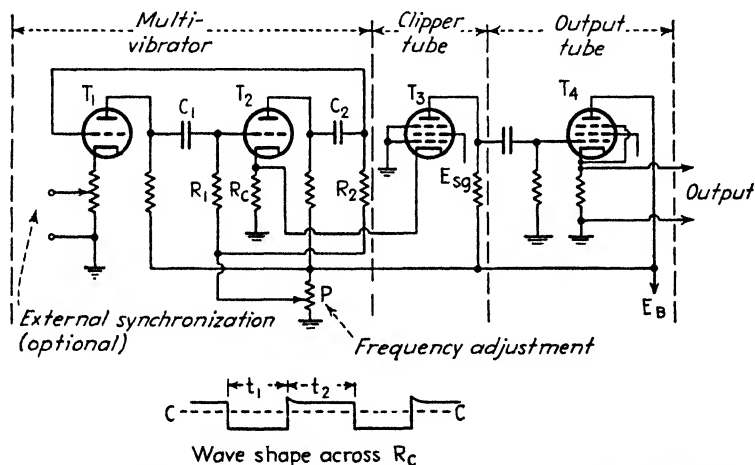 Multi-
vibrator
Clipper
tube
Output
tube
T1
C1
T2
C2
T3
T4
Esg
R1
Rc
R2
Output
P
EB
External synchronization
(optional)
Frequency adjustment
t1
t2
C
C
Wave shape across Rc